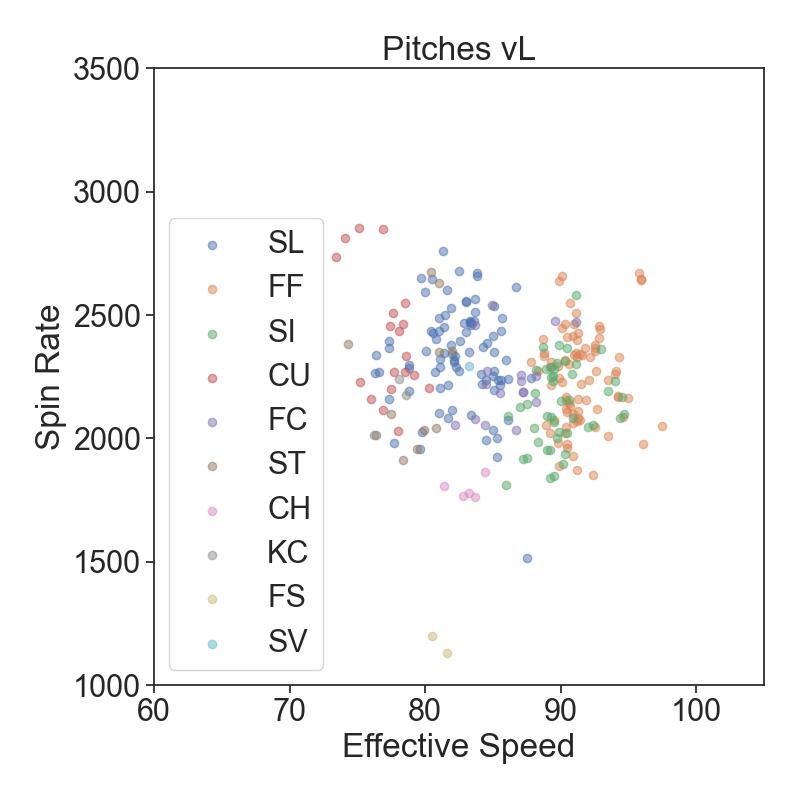 Pitches vL
3500
3000
2500
2000
1500
1000
Spin Rate
SL
FF
SI
CU
FC
ST
CH
KC
FS
SV
60 70 80 90 100
Effective Speed